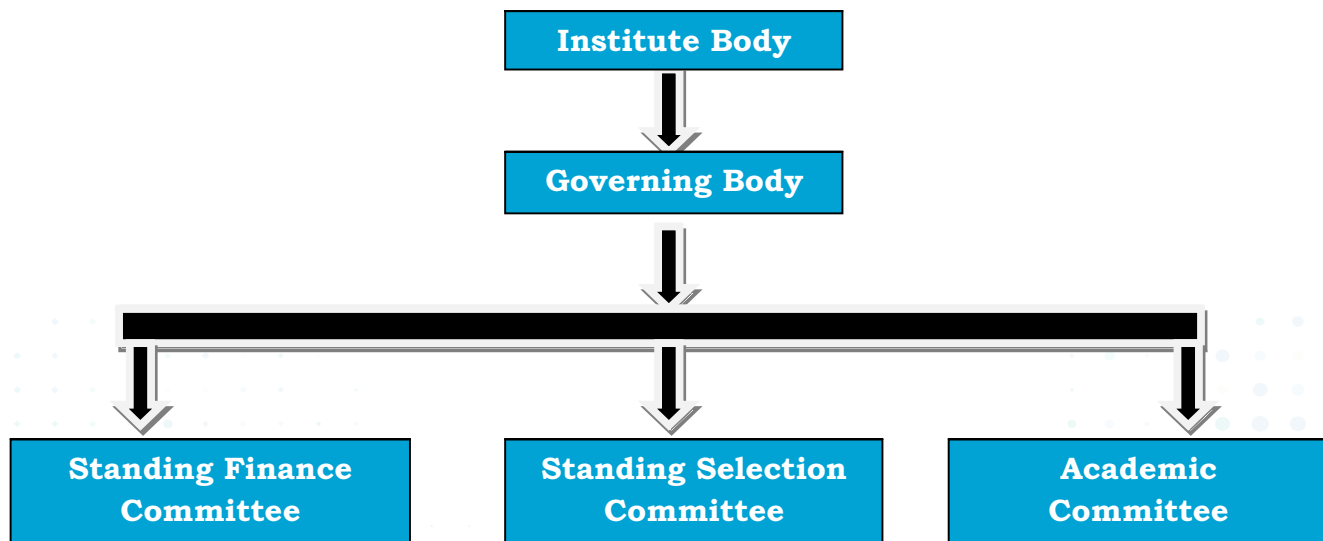 Institute Body
Governing Body
Standing Finance
Committee
Standing Selection
Committee
Academic
Committee